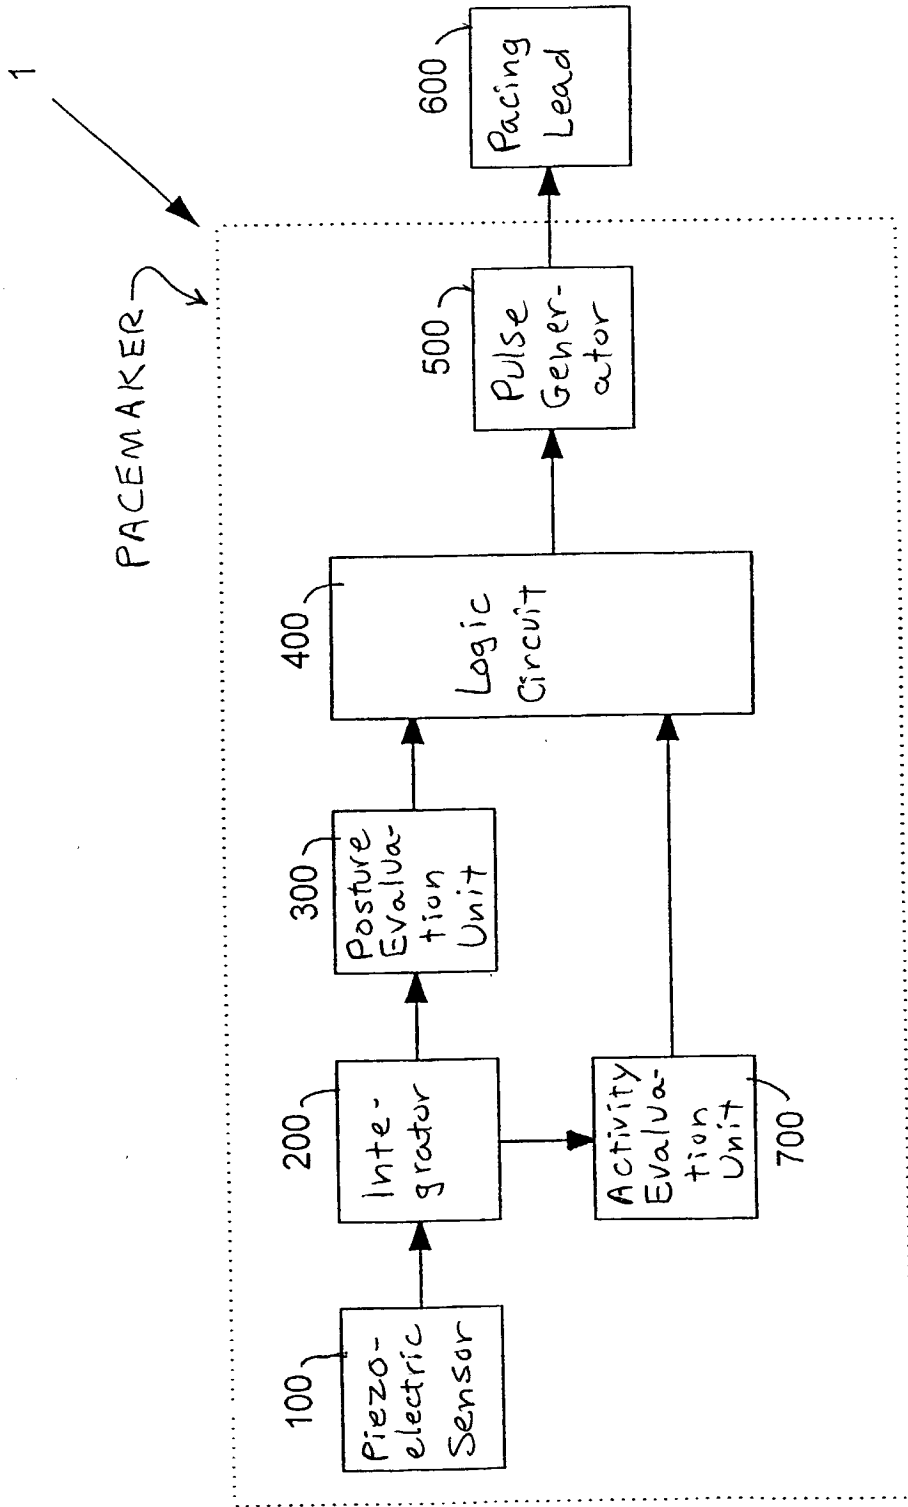 1
PACEMAKER
100
Piezo-
electric
Sensor
200
Inte-
grator
300
Posture
Evalua-
tion
Unit
400
Logic
Circuit
500
Pulse
Gener-
ator
600
Pacing
Lead
Activity
Evalua-
tion
Unit
700